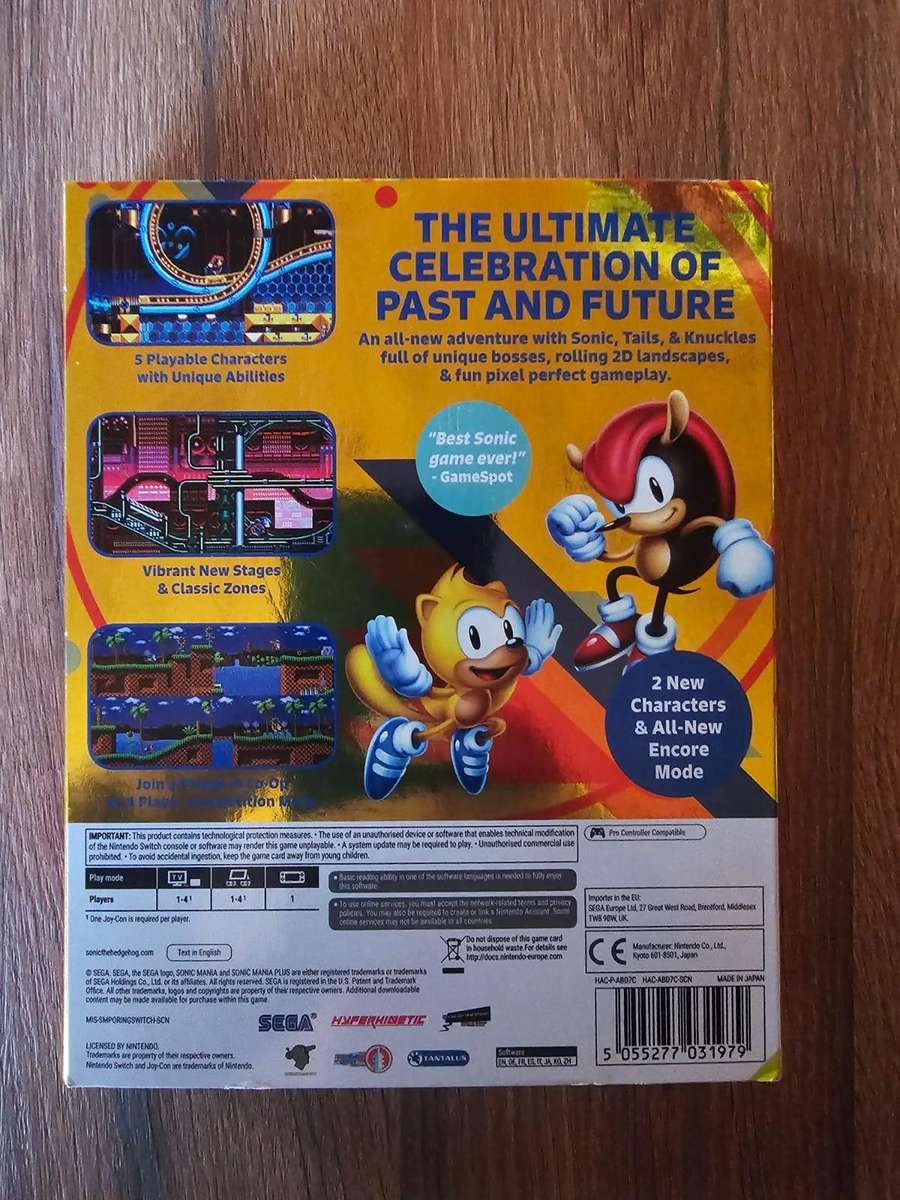 THE ULTIMATE
CELEBRATION OF
PAST AND FUTURE
An all-new adventure with Sonic, Tails, & Knuckles
full of unique bosses, rolling 2D landscapes,
& fun pixel perfect gameplay.
5 Playable Characters
with Unique Abilities
"Best Sonic
game ever!"
- GameSpot
Vibrant New Stages
& Classic Zones
2 New
Characters
& All-New
Encore
Mode
Join Co-Op
4 Player Competition
IMPORTANT: This product contains technological protection measures. • The use of an unauthorised device or software that enables technical modification
of the Nintendo Switch console or software may render this game unplayable. • A system update may be required to play. • Unauthorised commercial use
prohibited. • To avoid accidental ingestion, keep the game card away from young children.
Pro Controller Compatible
Play mode
TV
Players 1-4¹ 1-4¹ 1
¹ One Joy-Con is required per player.
• Basic reading ability in one of the software languages is needed to fully enjoy
this software.
• To use online services, you must accept the network-related terms and privacy
policies. You may also be required to create or link a Nintendo Account. Some
online services may not be available in all countries.
Importer in the EU:
SEGA Europe Ltd, 27 Great West Road, Brentford, Middlesex
TW8 9BW, UK.
sonicthehedgehog.com
Text in English
Do not dispose of this game card
in household waste. For details see
http://docs.nintendo-europe.com
CE
Manufacturer: Nintendo Co., Ltd.,
Kyoto 601-8501, Japan
© SEGA. SEGA, the SEGA logo, SONIC MANIA and SONIC MANIA PLUS are either registered trademarks or trademarks
of SEGA Holdings Co., Ltd. or its affiliates. All rights reserved. SEGA is registered in the U.S. Patent and Trademark
Office. All other trademarks, logos and copyrights are property of their respective owners. Additional downloadable
content may be made available for purchase within this game.
HAC-P-ABD7C HAC-ABD7C-SCN MADE IN JAPAN
MIS-SMPORINGSWITCH-SCN
SEGA®
HYPERKINETIC
LICENSED BY NINTENDO.
Trademarks are property of their respective owners.
Nintendo Switch and Joy-Con are trademarks of Nintendo.
TANTALUS
Software
EN, DE, FR, ES, IT, JA, KO, ZH
5 055277 031979